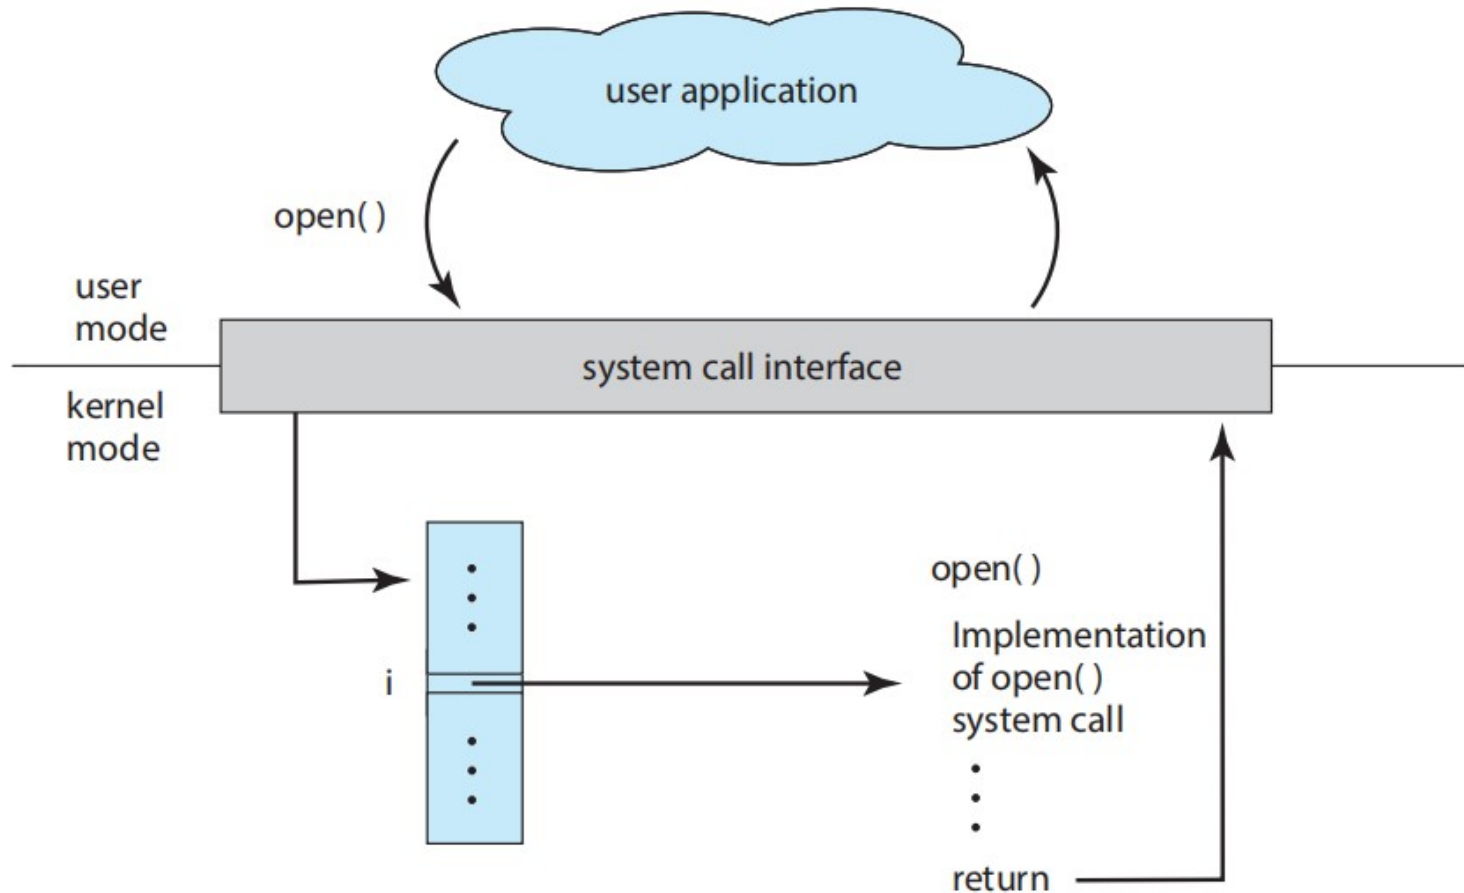 user application
open( )
user
mode
system call interface
kernel
mode
open( )
Implementation
of open( )
system call
i
return